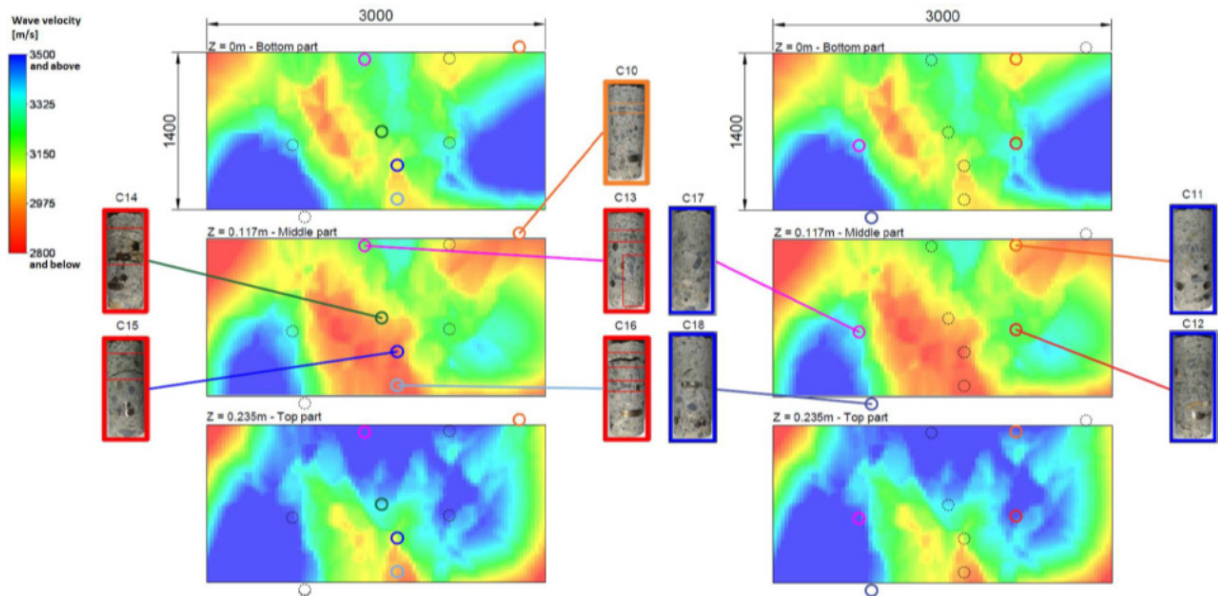 Wave velocity
[m/s]
3500
and above
3325
3150
2975
2800
and below
3000
1400
Z = 0m - Bottom part
Z = 0.117m - Middle part
Z = 0.235m - Top part
C14
C15
C10
C13
C16
C17
C18
3000
1400
Z = 0m - Bottom part
Z = 0.117m - Middle part
Z = 0.235m - Top part
C11
C12